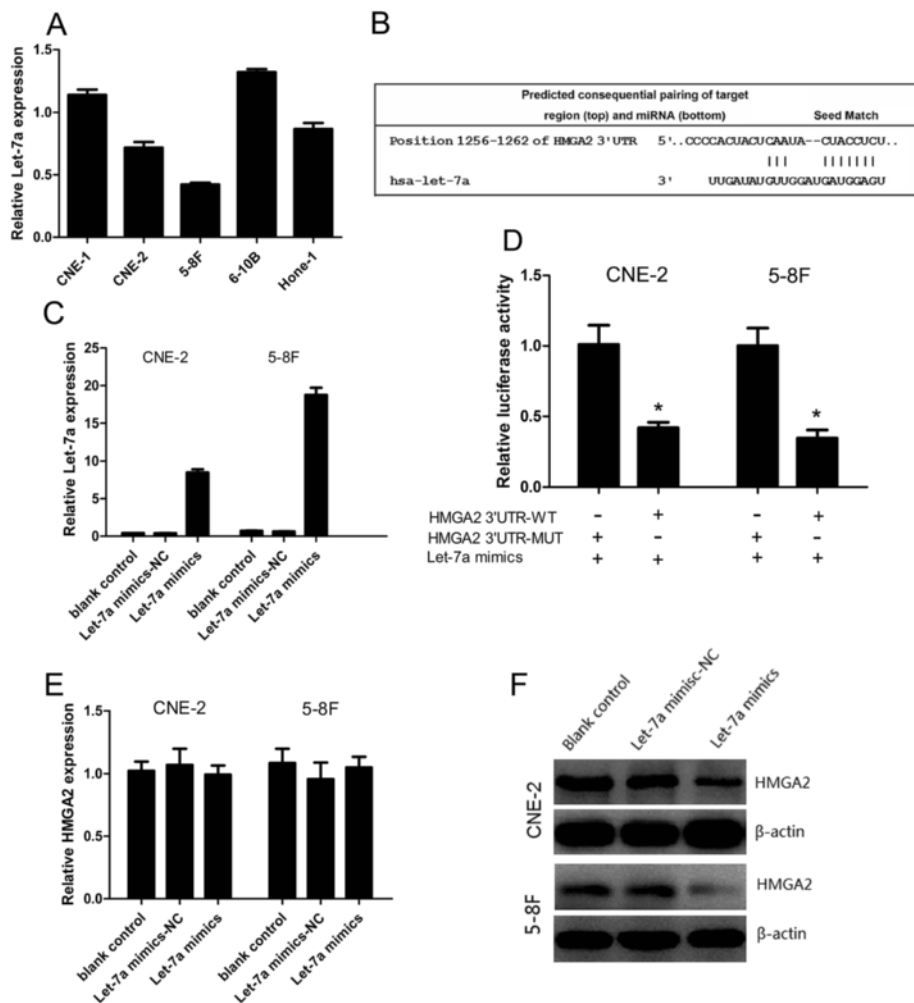 A
Relative Let-7a expression
1.5
1.0
0.5
0.0
CNE-1
CNE-2
5-8F
6-10B
Hone-1
B
Predicted consequential pairing of target
region (top) and miRNA (bottom) Seed Match
Position 1256-1262 of HMGA2 3'UTR 5'..CCCCACUACUCAAUA--CUACCUCU..
hsa-let-7a 3' UUGAUAUGUUGGAUGAUGGAGU
C
Relative Let-7a expression
25
20
15
10
5
0
CNE-2
5-8F
blank control
Let-7a mimics-NC
Let-7a mimics
blank control
Let-7a mimics-NC
Let-7a mimics
D
Relative luciferase activity
1.5
1.0
0.5
0.0
CNE-2
5-8F
*
*
HMGA2 3'UTR-WT - + - +
HMGA2 3'UTR-MUT + - + -
Let-7a mimics + + + +
E
Relative HMGA2 expression
1.5
1.0
0.5
0.0
CNE-2
5-8F
blank control
Let-7a mimics-NC
Let-7a mimics
blank control
Let-7a mimics-NC
Let-7a mimics
F
Blank control
Let-7a mimisc-NC
Let-7a mimics
CNE-2
HMGA2
β-actin
5-8F
HMGA2
β-actin